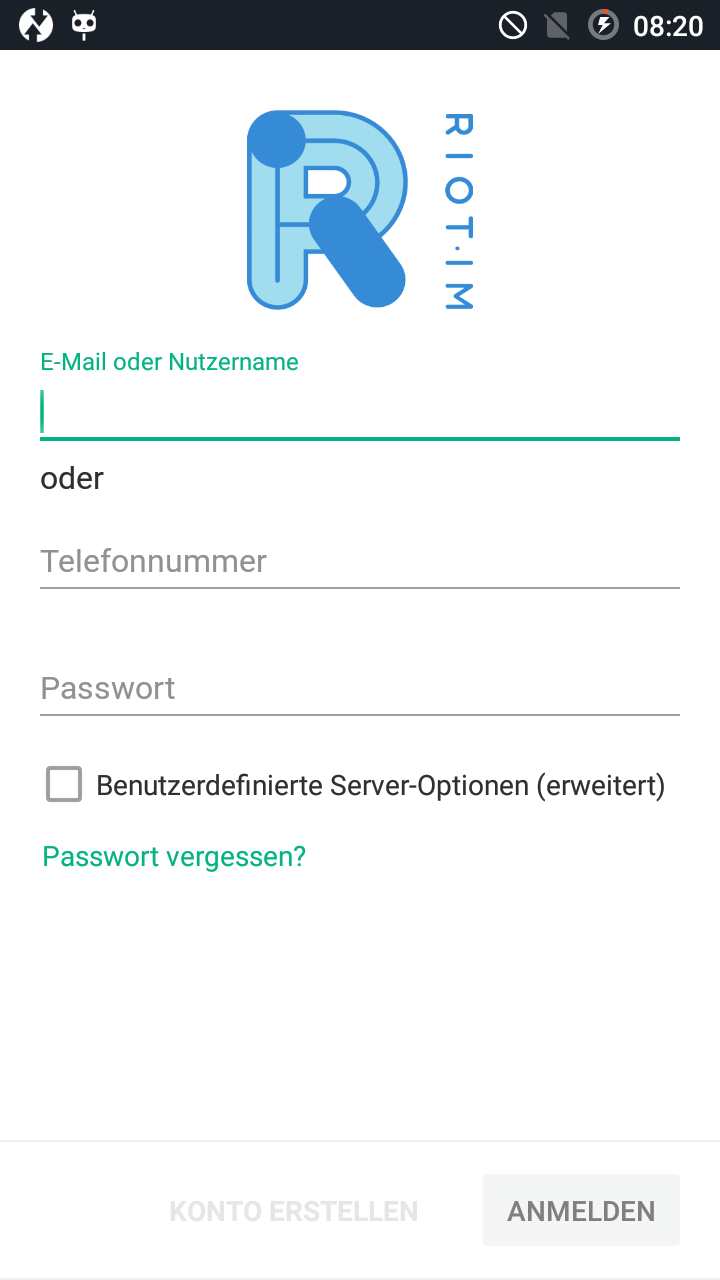 08:20
RIOT·IM
E-Mail oder Nutzername
oder
Telefonnummer
Passwort
Benutzerdefinierte Server-Optionen (erweitert)
Passwort vergessen?
KONTO ERSTELLEN
ANMELDEN